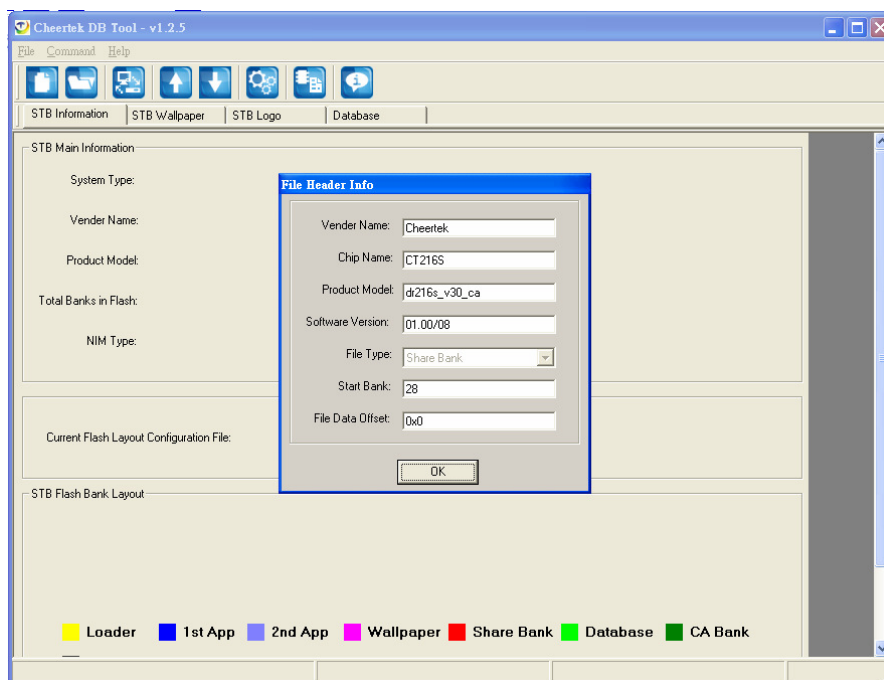 Cheertek DB Tool - v1.2.5
File Command Help
STB Information STB Wallpaper STB Logo Database
STB Main Information
System Type:
Vender Name:
Product Model:
Total Banks in Flash:
NIM Type:
File Header Info
Vender Name: Cheertek
Chip Name: CT216S
Product Model: dr216s_v30_ca
Software Version: 01.00/08
File Type: Share Bank
Start Bank: 28
File Data Offset: 0x0
OK
Current Flash Layout Configuration File:
STB Flash Bank Layout
Loader 1st App 2nd App Wallpaper Share Bank Database CA Bank